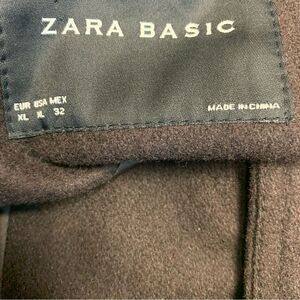 ZARA BASIC
EUR USA MEX
XL XL 32
MADE IN CHINA